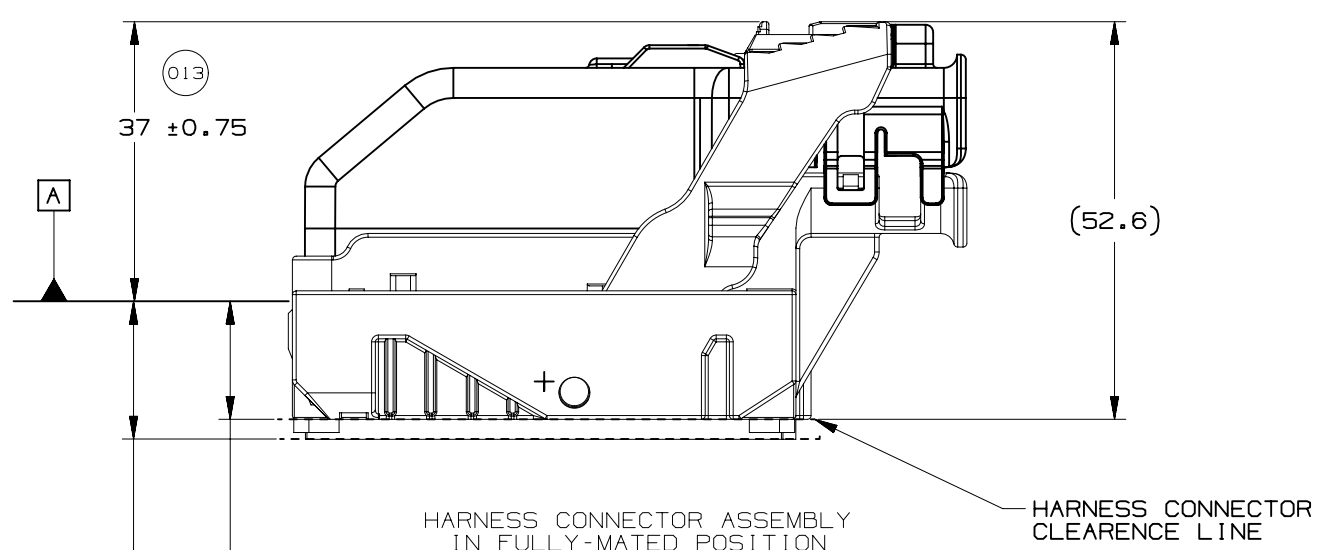 013
37 ±0.75
A
(52.6)
HARNESS CONNECTOR
CLEARENCE LINE
HARNESS CONNECTOR ASSEMBLY
IN FULLY-MATED POSITION